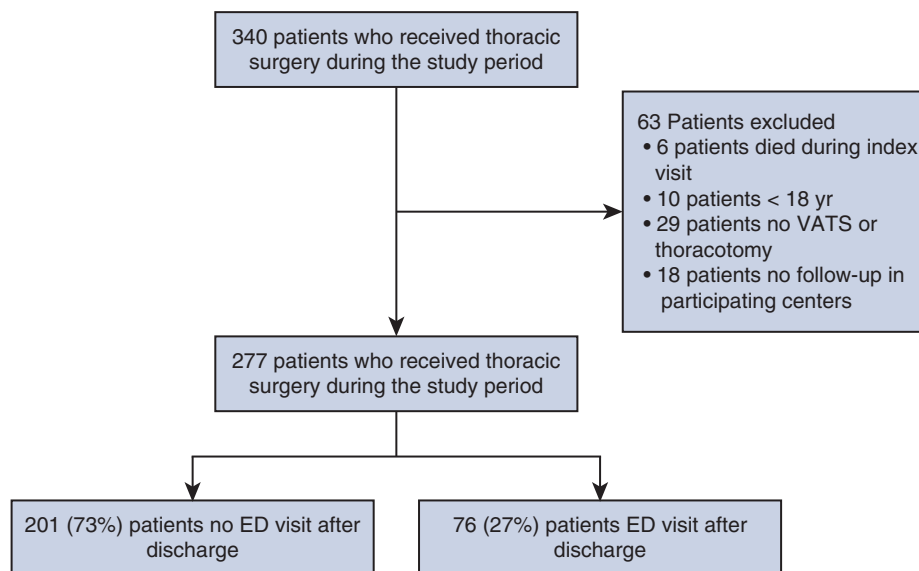 340 patients who received thoracic
surgery during the study period
63 Patients excluded
• 6 patients died during index
visit
• 10 patients < 18 yr
• 29 patients no VATS or
thoracotomy
• 18 patients no follow-up in
participating centers
277 patients who received thoracic
surgery during the study period
201 (73%) patients no ED visit after
discharge
76 (27%) patients ED visit after
discharge